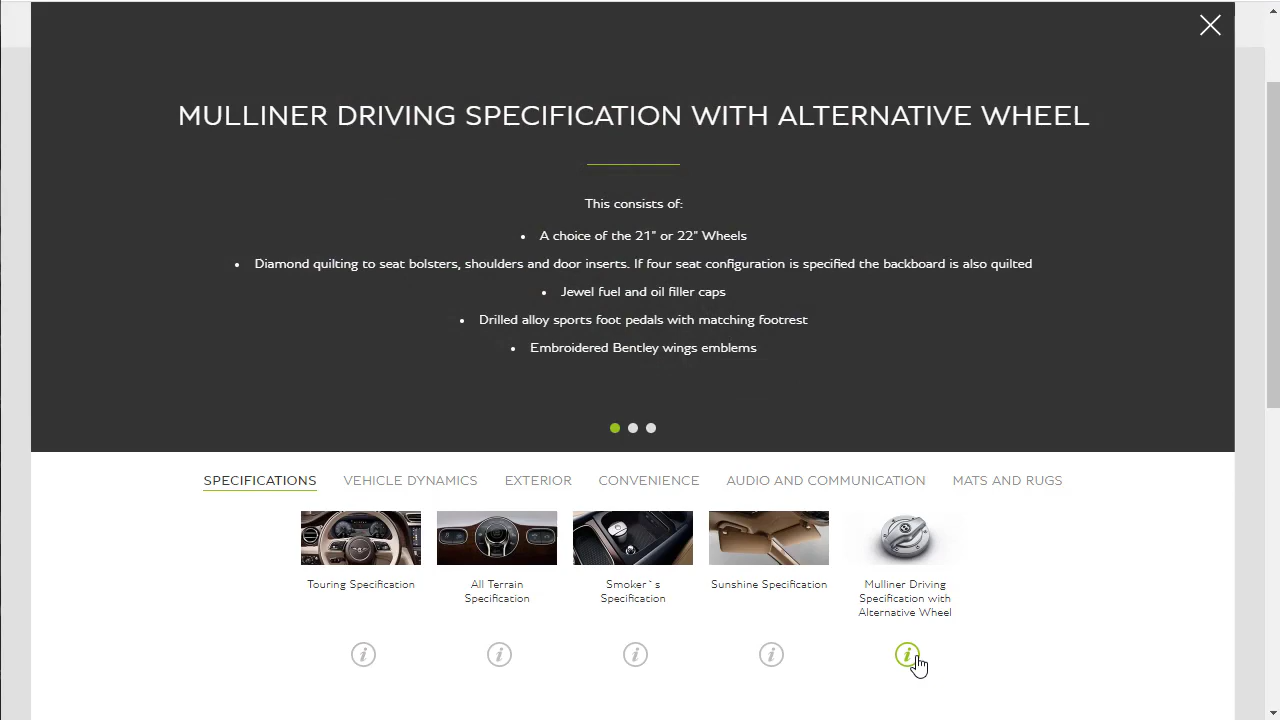 MULLINER DRIVING SPECIFICATION WITH ALTERNATIVE WHEEL
This consists of:
• A choice of the 21" or 22" Wheels
• Diamond quilting to seat bolsters, shoulders and door inserts. If four seat configuration is specified the backboard is also quilted
• Jewel fuel and oil filler caps
• Drilled alloy sports foot pedals with matching footrest
• Embroidered Bentley wings emblems
SPECIFICATIONS VEHICLE DYNAMICS EXTERIOR CONVENIENCE AUDIO AND COMMUNICATION MATS AND RUGS
Touring Specification
All Terrain
Specification
Smoker`s
Specification
Sunshine Specification
Mulliner Driving
Specification with
Alternative Wheel
i i i i i